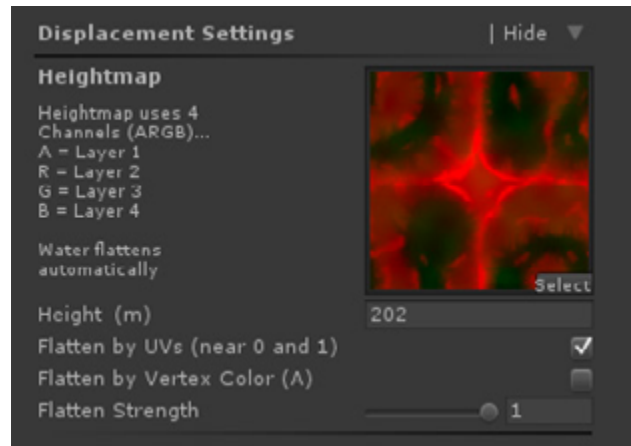 Displacement Settings | Hide ▼
Heightmap
Heightmap uses 4
Channels (ARGB)...
A = Layer 1
R = Layer 2
G = Layer 3
B = Layer 4
Water flattens
automatically
Select
Height (m) 202
Flatten by UVs (near 0 and 1)
Flatten by Vertex Color (A)
Flatten Strength 1